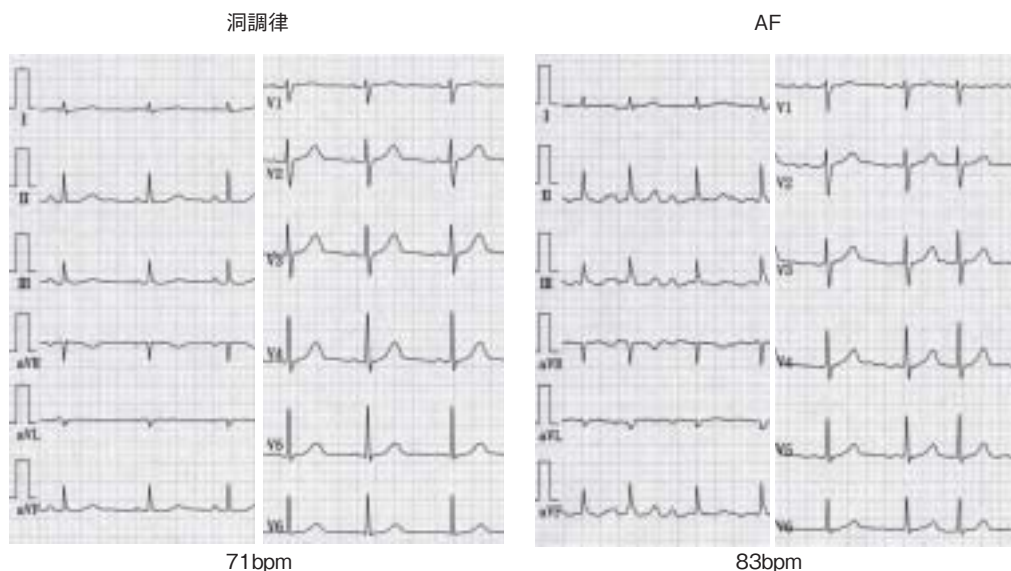 洞調律
AF
I
II
III
aVR
aVL
aVF
V1
V2
V3
V4
V5
V6
I
II
III
aVR
aVL
aVF
V1
V2
V3
V4
V5
V6
71bpm
83bpm